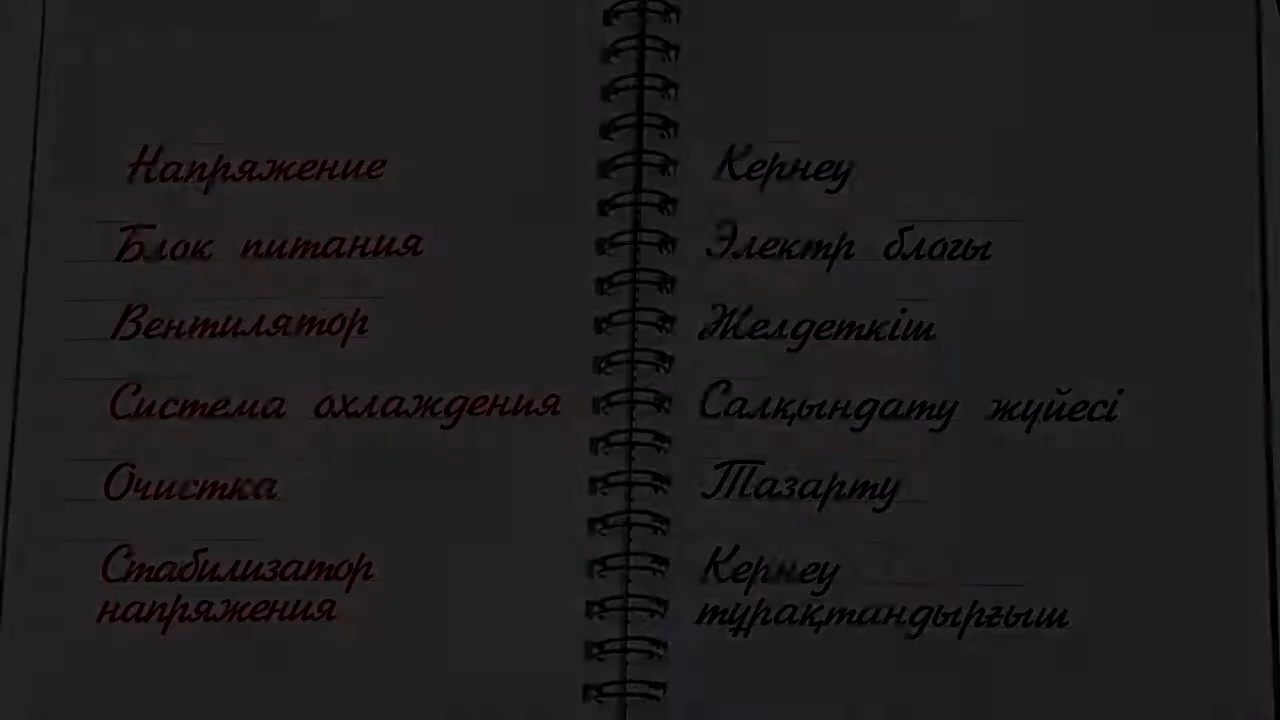 Напряжение
Блок питания
Вентилятор
Система охлаждения
Очистка
Стабилизатор
напряжения
Кернеу
Электр блогы
Желдеткіш
Салқындату жүйесі
Тазарту
Кернеу
тұрақтандырғыш